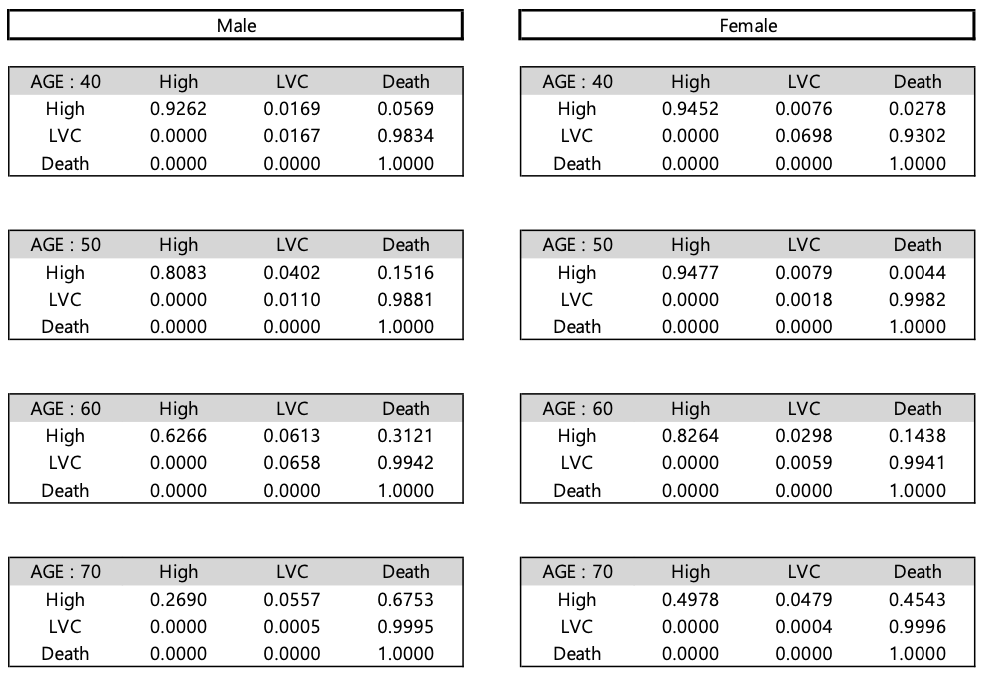 Male Female
AGE : 40 High LVC Death AGE : 40 High LVC Death
High 0.9262 0.0169 0.0569 High 0.9452 0.0076 0.0278
LVC 0.0000 0.0167 0.9834 LVC 0.0000 0.0698 0.9302
Death 0.0000 0.0000 1.0000 Death 0.0000 0.0000 1.0000
AGE : 50 High LVC Death AGE : 50 High LVC Death
High 0.8083 0.0402 0.1516 High 0.9477 0.0079 0.0044
LVC 0.0000 0.0110 0.9881 LVC 0.0000 0.0018 0.9982
Death 0.0000 0.0000 1.0000 Death 0.0000 0.0000 1.0000
AGE : 60 High LVC Death AGE : 60 High LVC Death
High 0.6266 0.0613 0.3121 High 0.8264 0.0298 0.1438
LVC 0.0000 0.0658 0.9942 LVC 0.0000 0.0059 0.9941
Death 0.0000 0.0000 1.0000 Death 0.0000 0.0000 1.0000
AGE : 70 High LVC Death AGE : 70 High LVC Death
High 0.2690 0.0557 0.6753 High 0.4978 0.0479 0.4543
LVC 0.0000 0.0005 0.9995 LVC 0.0000 0.0004 0.9996
Death 0.0000 0.0000 1.0000 Death 0.0000 0.0000 1.0000